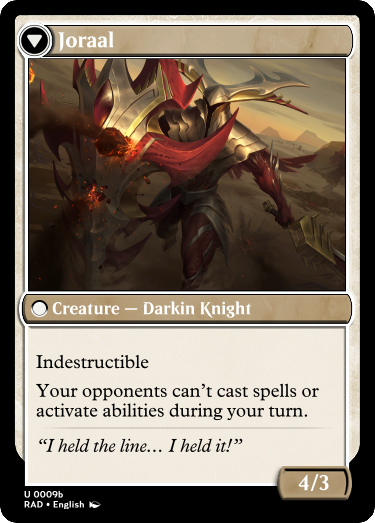 Joraal
Creature — Darkin Knight
Indestructible
Your opponents can't cast spells or
activate abilities during your turn.
“I held the line… I held it!”
4/3
U 0009b
RAD • English